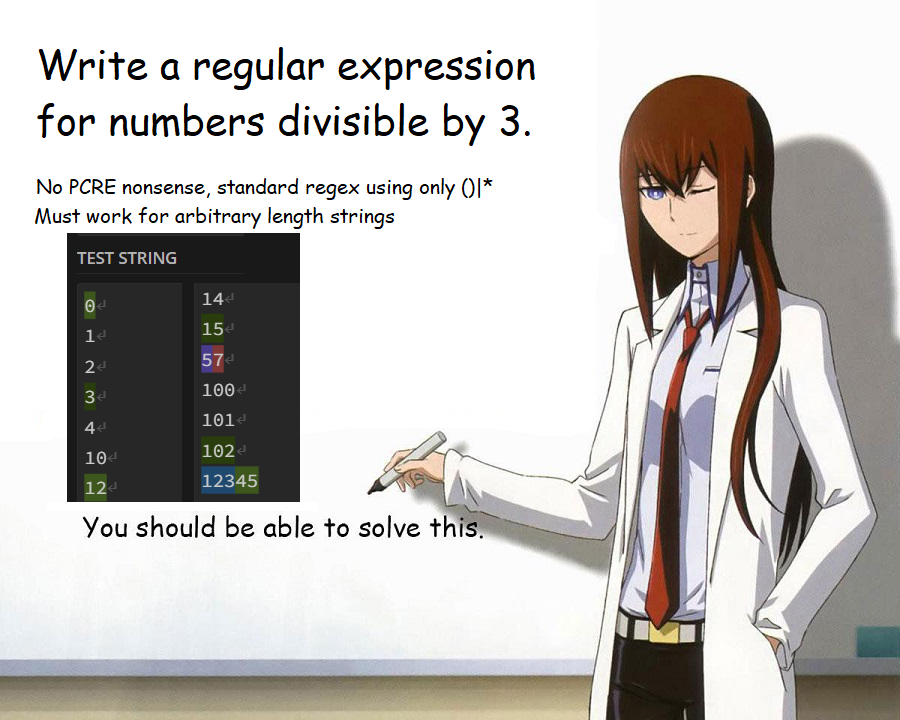 Write a regular expression
for numbers divisible by 3.
No PCRE nonsense, standard regex using only ()|*
Must work for arbitrary length strings
TEST STRING
0↵
1↵
2↵
3↵
4↵
10↵
12↵
14↵
15↵
57↵
100↵
101↵
102↵
12345
You should be able to solve this.